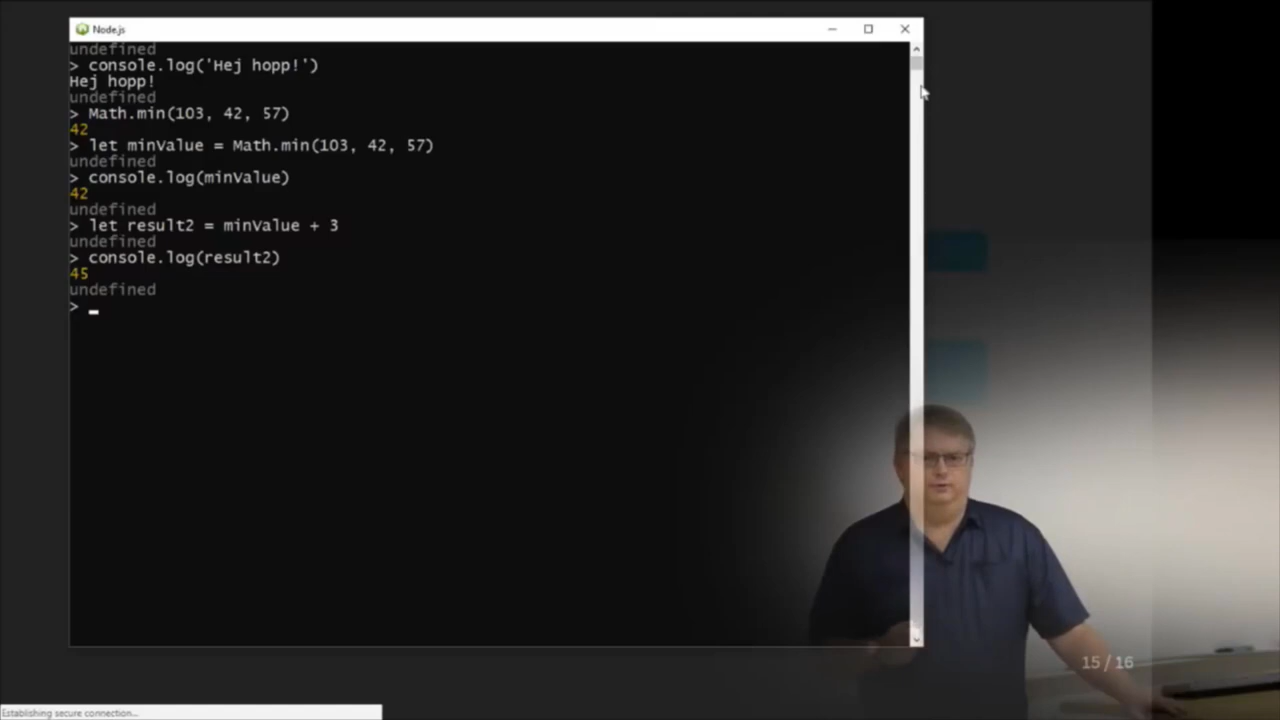 Node.js
undefined
> console.log('Hej hopp!')
Hej hopp!
undefined
> Math.min(103, 42, 57)
42
> let minValue = Math.min(103, 42, 57)
undefined
> console.log(minValue)
42
undefined
> let result2 = minValue + 3
undefined
> console.log(result2)
45
undefined
>
15 / 16
Establishing secure connection...